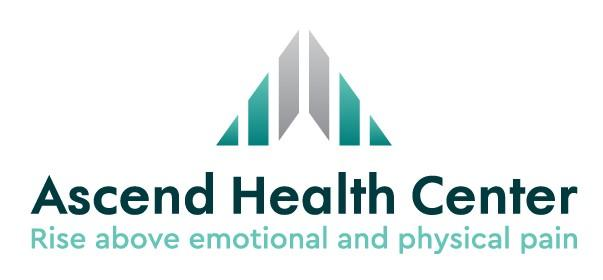 Ascend Health Center
Rise above emotional and physical pain